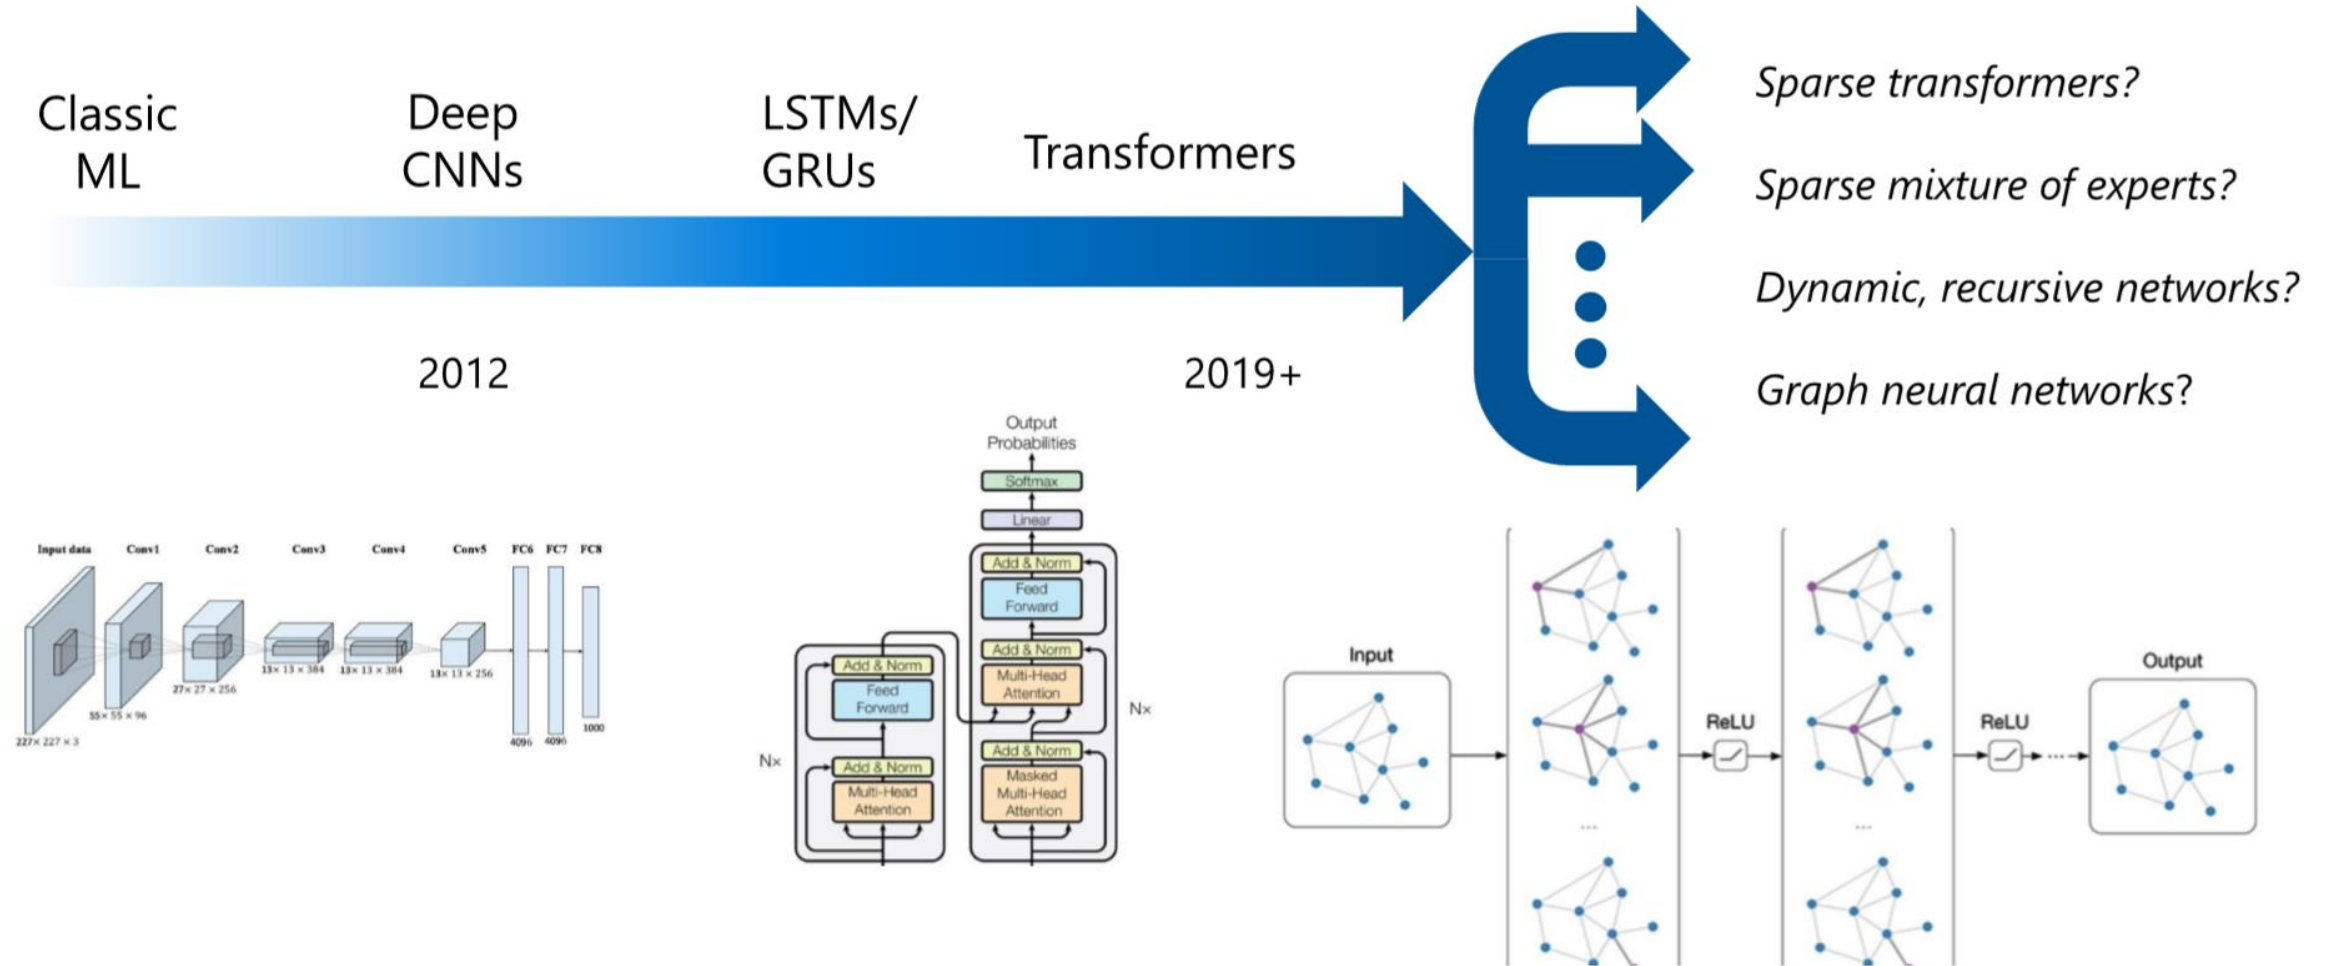 Classic
ML
Deep
CNNs
LSTMs/
GRUs
Transformers
Sparse transformers?
Sparse mixture of experts?
Dynamic, recursive networks?
Graph neural networks?
2012
2019+
Input data
Conv1
Conv2
Conv3
Conv4
Conv5
FC6
FC7
FC8
227× 227 × 3
55× 55 × 96
27× 27 × 256
13× 13 × 384
13× 13 × 384
13× 13 × 256
4096
4096
1000
Output
Probabilities
Softmax
Linear
Add & Norm
Feed
Forward
Add & Norm
Multi-Head
Attention
Add & Norm
Masked
Multi-Head
Attention
Nx
Add & Norm
Feed
Forward
Add & Norm
Multi-Head
Attention
Nx
Input
...
ReLU
...
ReLU
....
Output